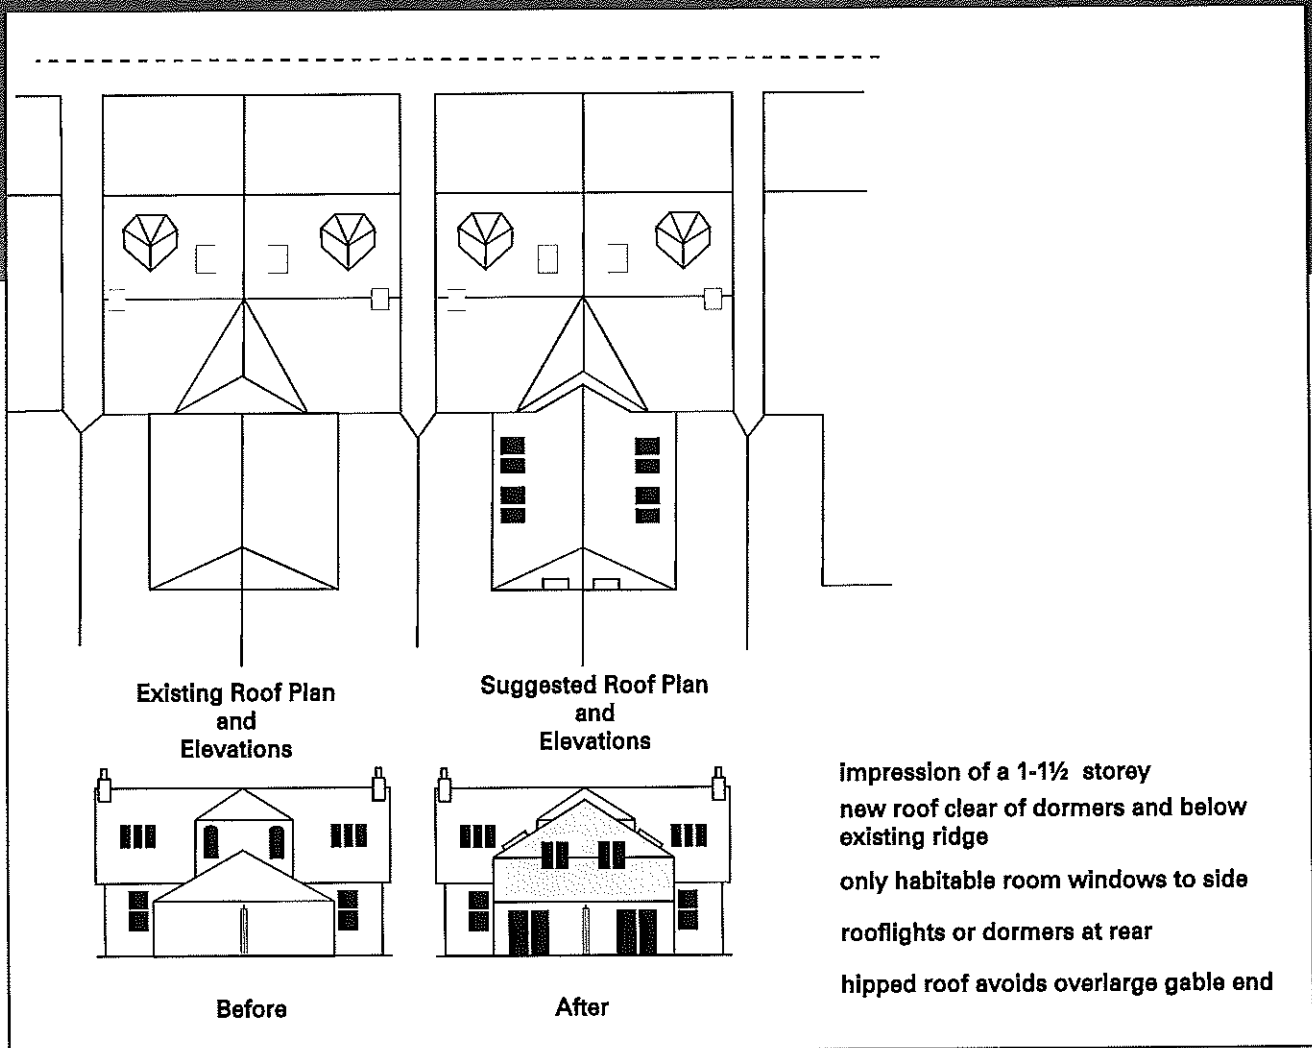 Existing Roof Plan
and
Elevations
Suggested Roof Plan
and
Elevations
Before
After
impression of a 1-1½ storey
new roof clear of dormers and below
existing ridge
only habitable room windows to side
rooflights or dormers at rear
hipped roof avoids overlarge gable end